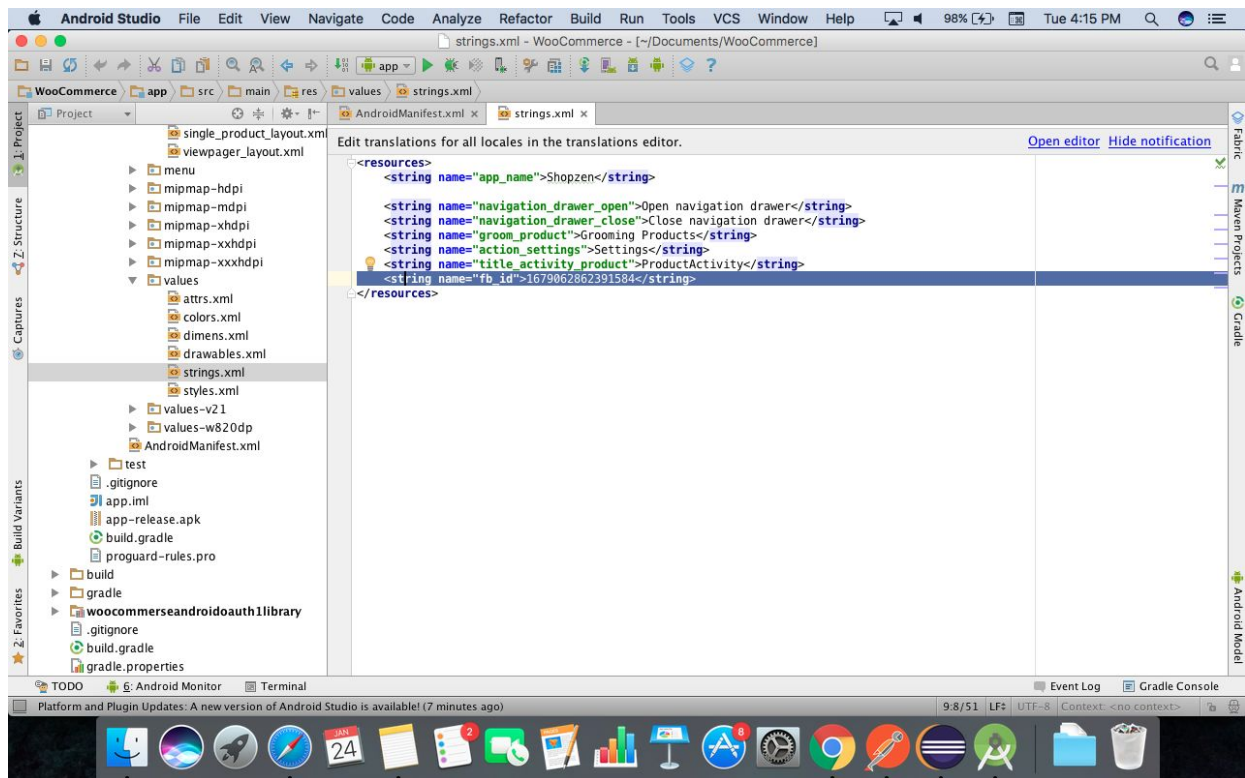 Android Studio File Edit View Navigate Code Analyze Refactor Build Run Tools VCS Window Help 98% Tue 4:15 PM
strings.xml - WooCommerce - [~/Documents/WooCommerce]
app
WooCommerce app src main res values strings.xml
Project
AndroidManifest.xml strings.xml
1: Project
Z: Structure
Captures
Build Variants
2: Favorites
single_product_layout.xml
viewpager_layout.xml
menu
mipmap-hdpi
mipmap-mdpi
mipmap-xhdpi
mipmap-xxhdpi
mipmap-xxxhdpi
values
attrs.xml
colors.xml
dimens.xml
drawables.xml
strings.xml
styles.xml
values-v21
values-w820dp
AndroidManifest.xml
test
.gitignore
app.iml
app-release.apk
build.gradle
proguard-rules.pro
build
gradle
woocommerseandroidoauth1library
.gitignore
build.gradle
gradle.properties
Edit translations for all locales in the translations editor. Open editor Hide notification
<resources>
<string name="app_name">Shopzen</string>
<string name="navigation_drawer_open">Open navigation drawer</string>
<string name="navigation_drawer_close">Close navigation drawer</string>
<string name="groom_product">Grooming Products</string>
<string name="action_settings">Settings</string>
<string name="title_activity_product">ProductActivity</string>
<string name="fb_id">1679062862391584</string>
</resources>
Fabric
m Maven Projects
Gradle
Android Model
TODO 6: Android Monitor Terminal Event Log Gradle Console
Platform and Plugin Updates: A new version of Android Studio is available! (7 minutes ago) 9:8/51 LF UTF-8 Context: <no context>
JAN
24
2
8